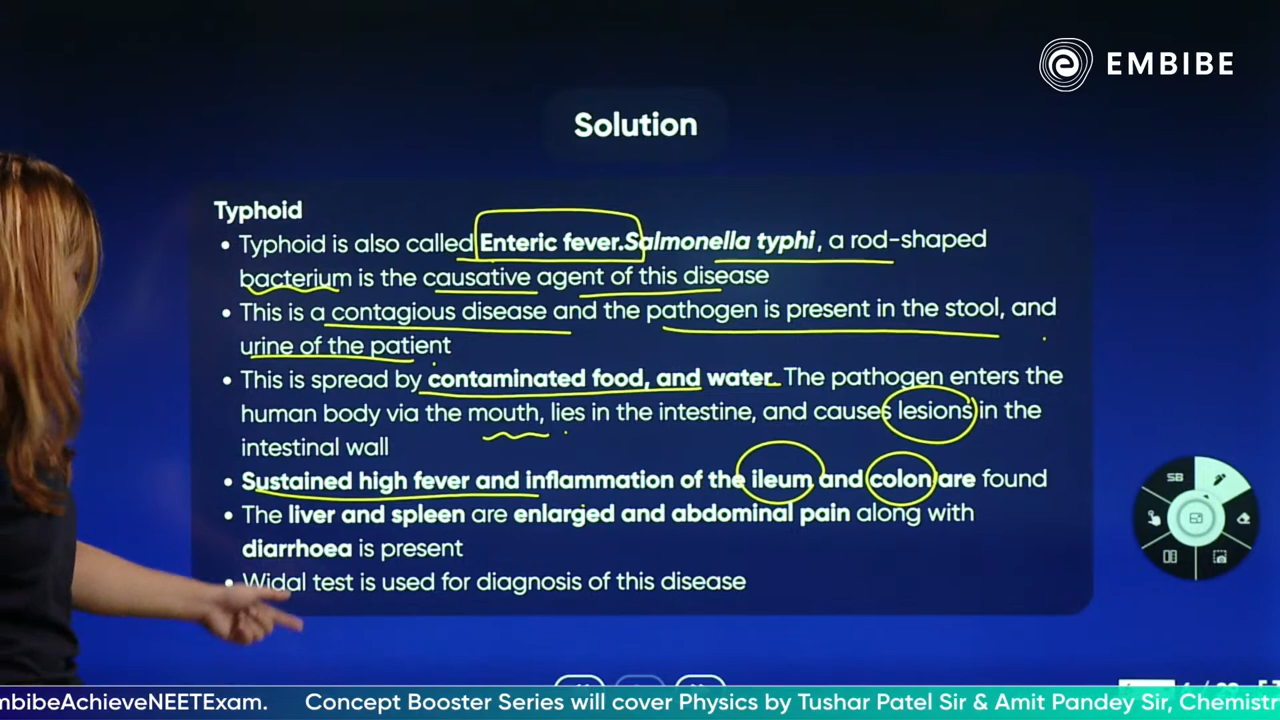 EMBIBE
Solution
Typhoid
• Typhoid is also called Enteric fever.Salmonella typhi, a rod-shaped
bacterium is the causative agent of this disease
• This is a contagious disease and the pathogen is present in the stool, and
urine of the patient
• This is spread by contaminated food, and water. The pathogen enters the
human body via the mouth, lies in the intestine, and causes lesions in the
intestinal wall
• Sustained high fever and inflammation of the ileum and colon are found
• The liver and spleen are enlarged and abdominal pain along with
diarrhoea is present
• Widal test is used for diagnosis of this disease
SB
mbibeAchieveNEETExam. Concept Booster Series will cover Physics by Tushar Patel Sir & Amit Pandey Sir, Chemistr